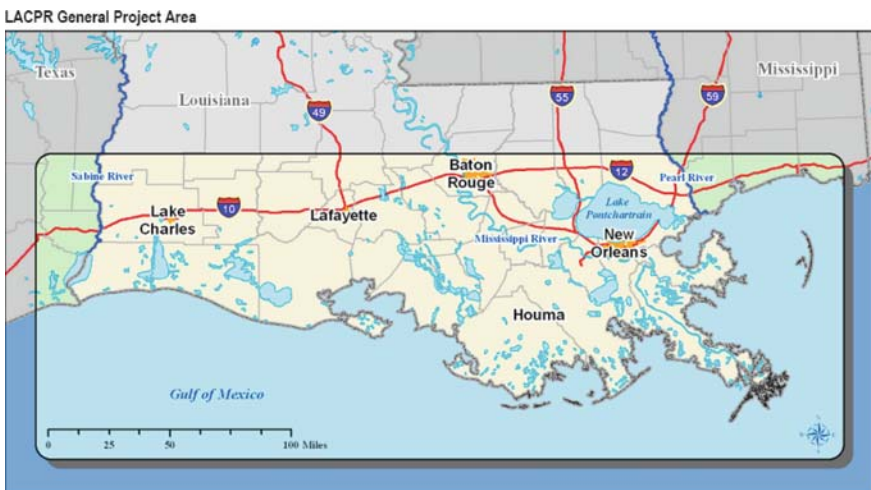 LACPR General Project Area
Texas
Louisiana
Mississippi
49
55
59
Sabine River
Baton
Rouge
12
Pearl River
Lake
Charles
10
Lafayette
Lake
Pontchartrain
Mississippi River
New
Orleans
Houma
Gulf of Mexico
0 25 50 100 Miles